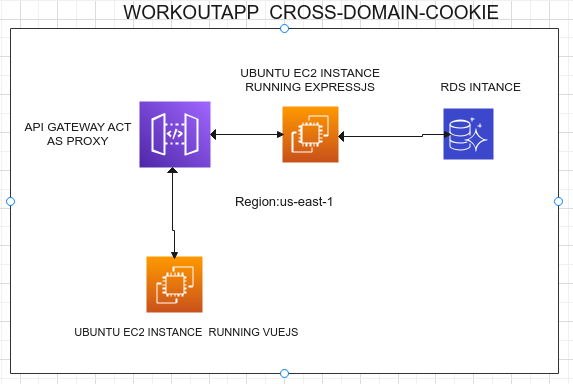 WORKOUTAPP CROSS-DOMAIN-COOKIE
UBUNTU EC2 INSTANCE
RUNNING EXPRESSJS
RDS INTANCE
API GATEWAY ACT
AS PROXY
</>
Region:us-east-1
UBUNTU EC2 INSTANCE RUNNING VUEJS